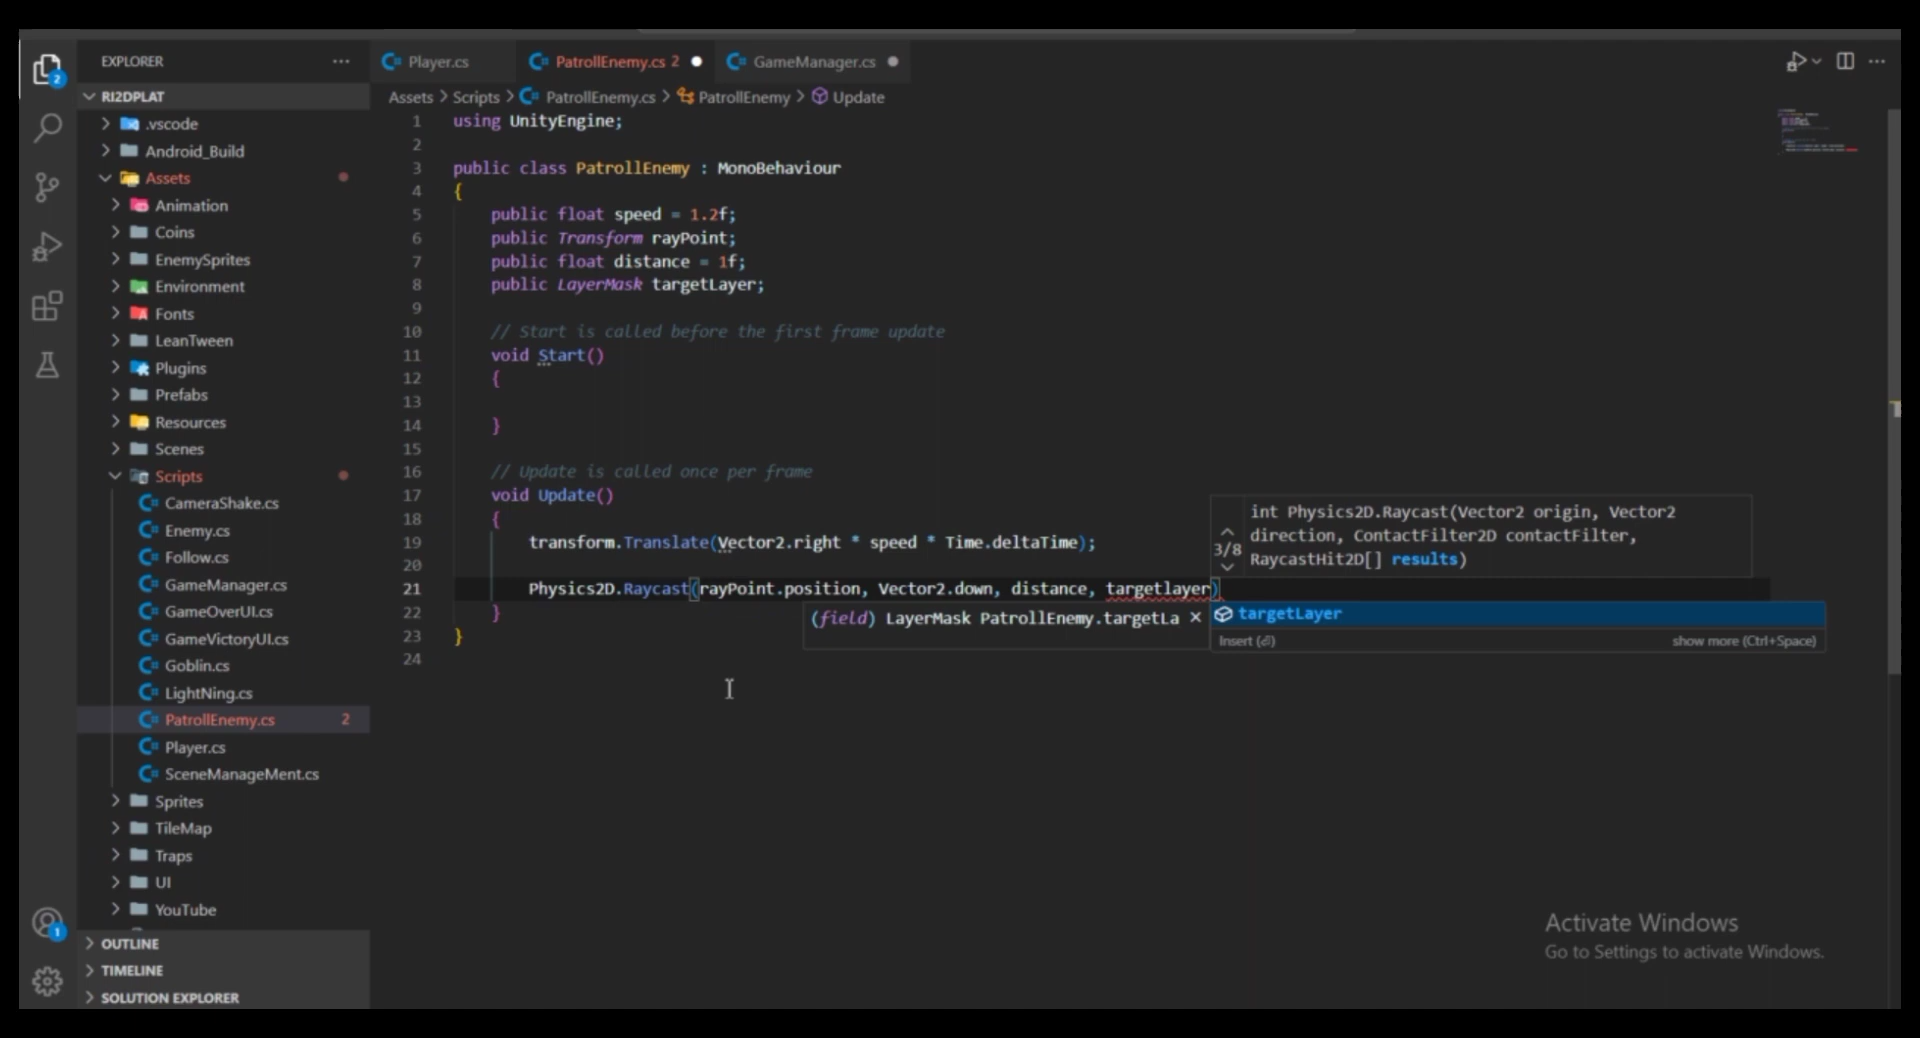 EXPLORER
RI2DPLAT
.vscode
Android_Build
Assets
Animation
Coins
EnemySprites
Environment
Fonts
LeanTween
Plugins
Prefabs
Resources
Scenes
Scripts
CameraShake.cs
Enemy.cs
Follow.cs
GameManager.cs
GameOverUI.cs
GameVictoryUI.cs
Goblin.cs
LightNing.cs
PatrollEnemy.cs 2
Player.cs
SceneManageMent.cs
Sprites
TileMap
Traps
UI
YouTube
OUTLINE
TIMELINE
SOLUTION EXPLORER
2
1
Player.cs PatrollEnemy.cs 2 GameManager.cs
Assets > Scripts > PatrollEnemy.cs > PatrollEnemy > Update
1 using UnityEngine;
2
3 public class PatrollEnemy : MonoBehaviour
4 {
5 public float speed = 1.2f;
6 public Transform rayPoint;
7 public float distance = 1f;
8 public LayerMask targetLayer;
9
10 // Start is called before the first frame update
11 void Start()
12 {
13
14 }
15
16 // Update is called once per frame
17 void Update()
18 {
19 transform.Translate(Vector2.right * speed * Time.deltaTime);
20
21 Physics2D.Raycast(rayPoint.position, Vector2.down, distance, targetlayer)
22 }
23 }
24
3/8
int Physics2D.Raycast(Vector2 origin, Vector2
direction, ContactFilter2D contactFilter,
RaycastHit2D[] results)
(field) LayerMask PatrollEnemy.targetLa ×
targetLayer
Insert (⏎) show more (Ctrl+Space)
Activate Windows
Go to Settings to activate Windows.